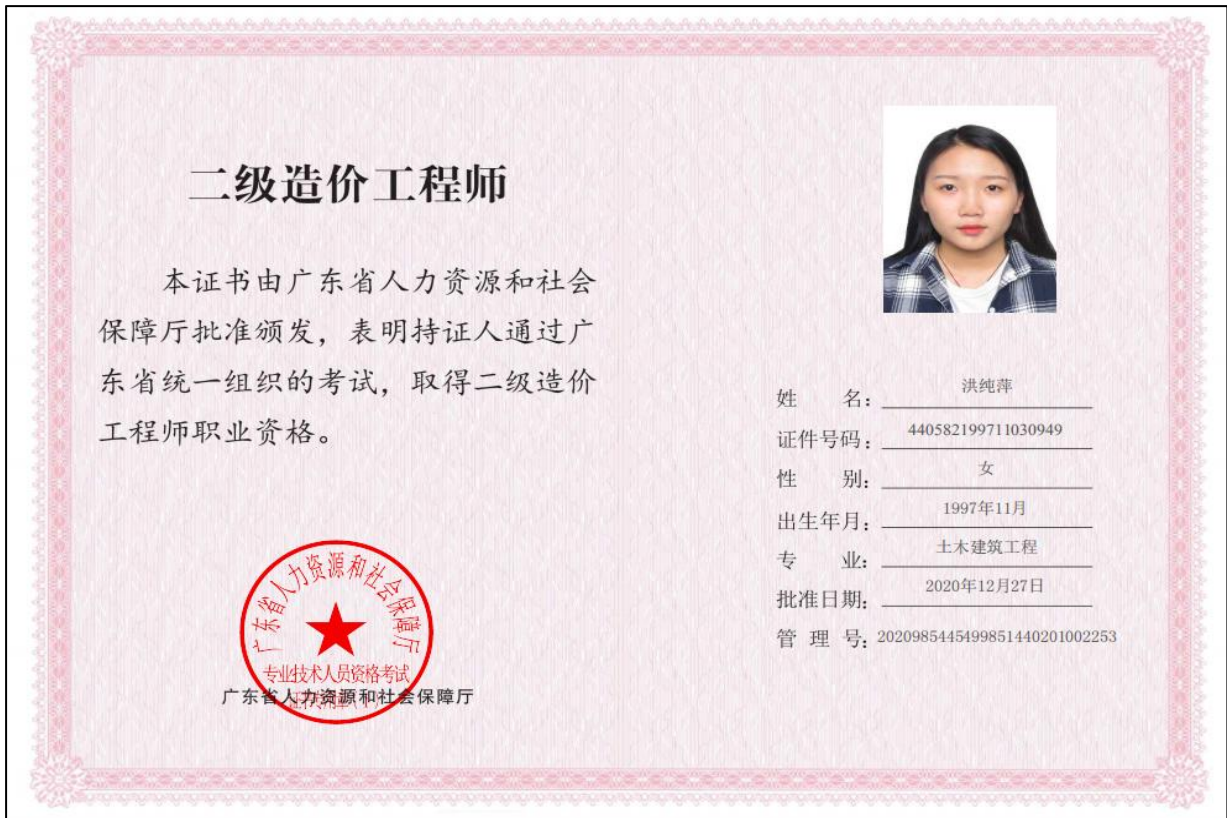 二级造价工程师
本证书由广东省人力资源和社会
保障厅批准颁发，表明持证人通过广
东省统一组织的考试，取得二级造价
工程师职业资格。
姓 名：洪纯萍
证件号码：440582199711030949
性 别：女
出生年月：1997年11月
专 业：土木建筑工程
批准日期：2020年12月27日
管 理 号：20209854454998514402010022​53
广东省人力资源和社会保障厅
专业技术人员资格考试
广东省人力资源和社会保障厅